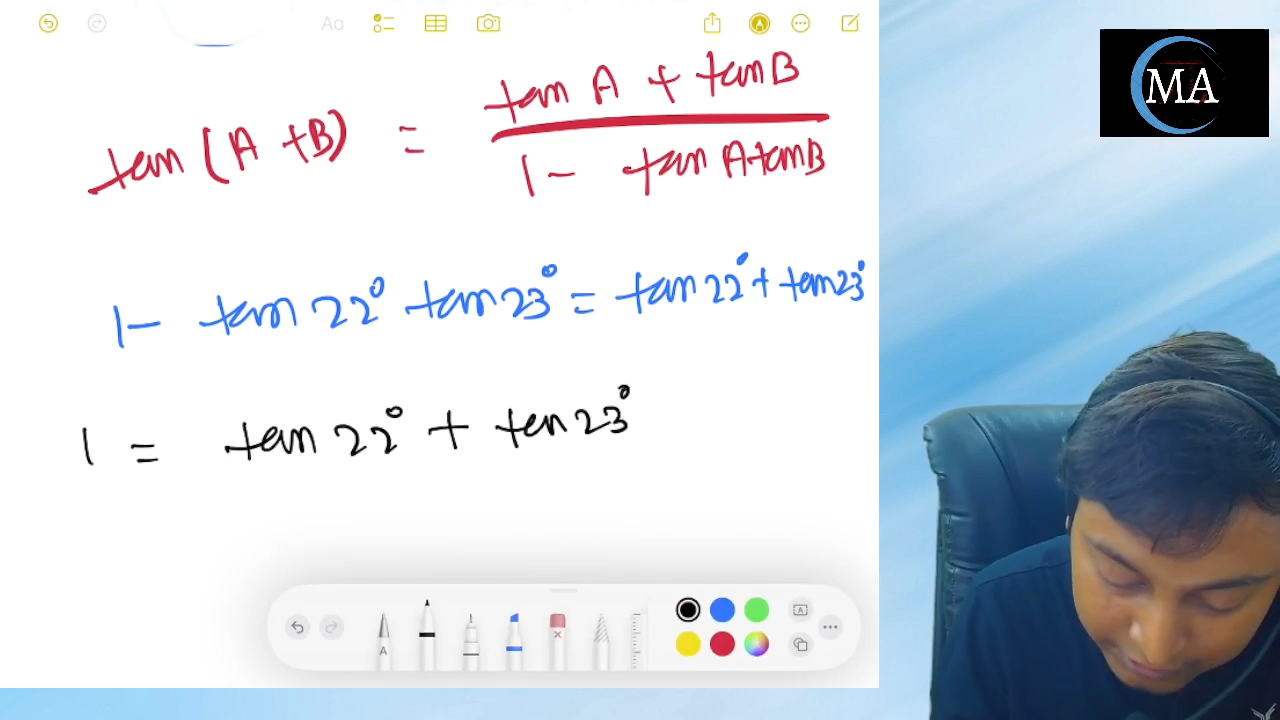 Aa
MA
tan (A + B) = tan A + tan B / 1 - tan A tan B
1 - tan 22° tan 23° = tan 22° + tan 23°
1 = tan 22° + tan 23°
A
A